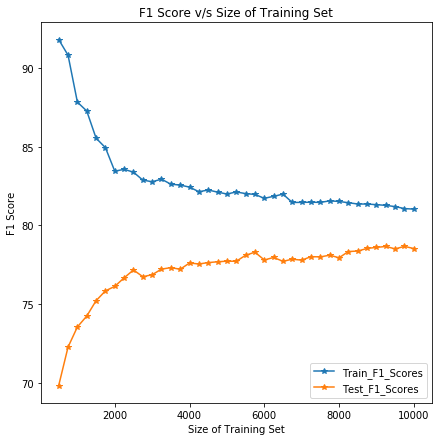 F1 Score v/s Size of Training Set
F1 Score
90
85
80
75
70
2000
4000
6000
8000
10000
Size of Training Set
Train_F1_Scores
Test_F1_Scores